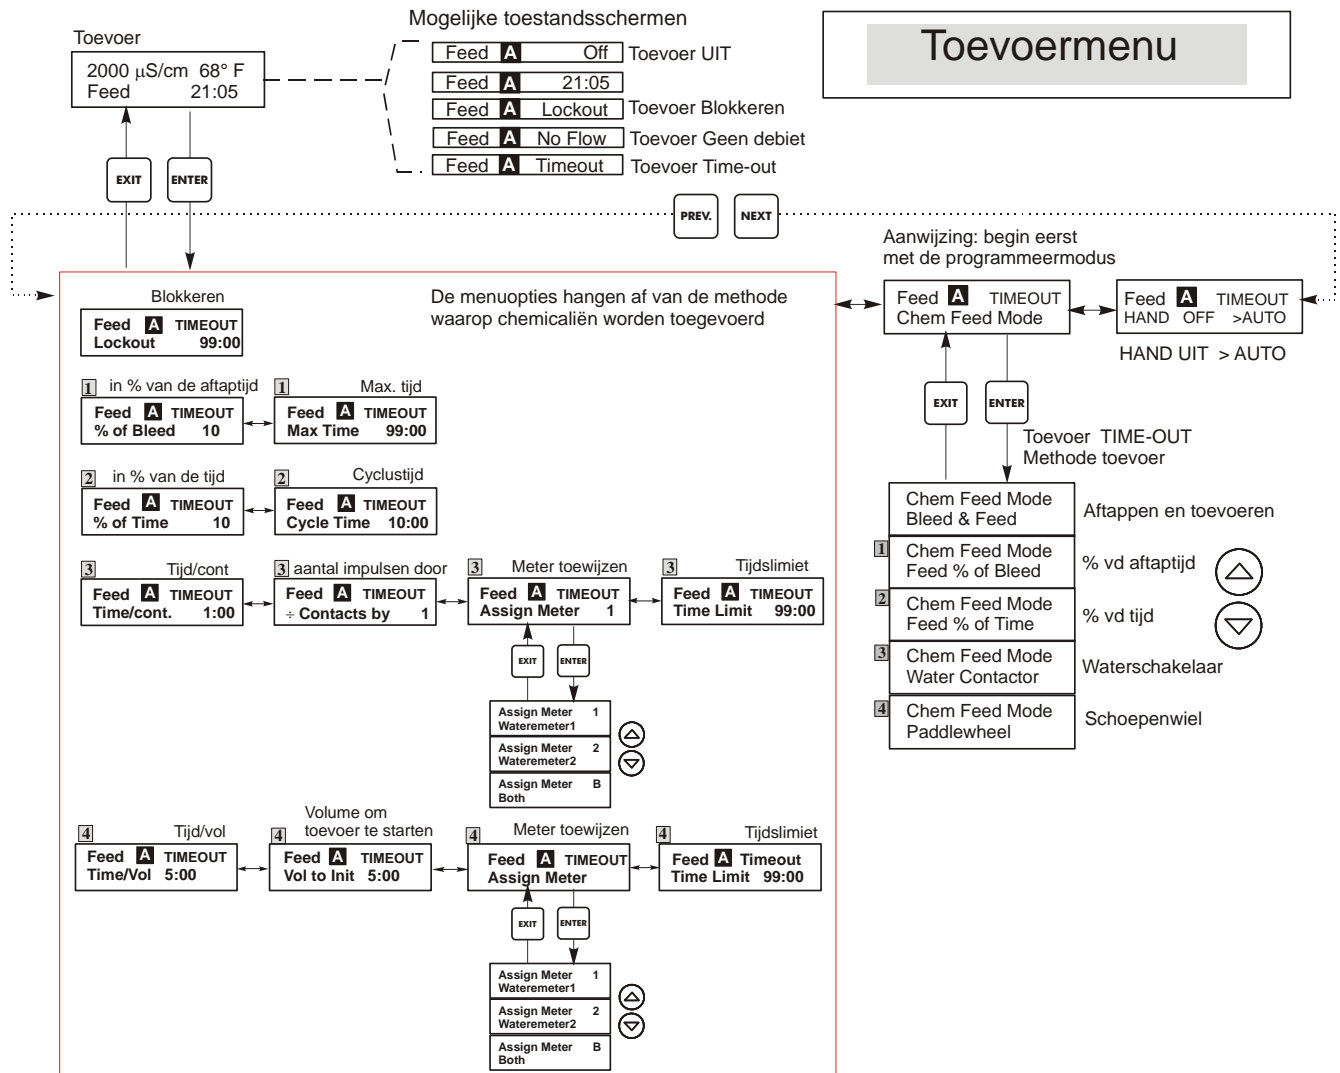 Toevoermenu
Mogelijke toestandsschermen
Toevoer
2000 µS/cm 68° F
Feed 21:05
Feed A Off
Toevoer UIT
Feed A 21:05
Feed A Lockout
Toevoer Blokkeren
Feed A No Flow
Toevoer Geen debiet
Feed A Timeout
Toevoer Time-out
EXIT
ENTER
PREV.
NEXT
Aanwijzing: begin eerst
met de programmeermodus
Feed A TIMEOUT
Chem Feed Mode
Feed A TIMEOUT
HAND OFF >AUTO
HAND UIT > AUTO
EXIT
ENTER
Toevoer TIME-OUT
Methode toevoer
Chem Feed Mode
Bleed & Feed
Aftappen en toevoeren
1
Chem Feed Mode
Feed % of Bleed
% vd aftaptijd
2
Chem Feed Mode
Feed % of Time
% vd tijd
3
Chem Feed Mode
Water Contactor
Waterschakelaar
4
Chem Feed Mode
Paddlewheel
Schoepenwiel
De menuopties hangen af van de methode
waarop chemicaliën worden toegevoerd
Blokkeren
Feed A TIMEOUT
Lockout 99:00
1 in % van de aftaptijd
Feed A TIMEOUT
% of Bleed 10
1 Max. tijd
Feed A TIMEOUT
Max Time 99:00
2 in % van de tijd
Feed A TIMEOUT
% of Time 10
2 Cyclustijd
Feed A TIMEOUT
Cycle Time 10:00
3 Tijd/cont
Feed A TIMEOUT
Time/cont. 1:00
3 aantal impulsen door
Feed A TIMEOUT
÷ Contacts by 1
3 Meter toewijzen
Feed A TIMEOUT
Assign Meter 1
3 Tijdslimiet
Feed A TIMEOUT
Time Limit 99:00
EXIT
ENTER
Assign Meter 1
Wateremeter1
Assign Meter 2
Wateremeter2
Assign Meter B
Both
4 Tijd/vol
Feed A TIMEOUT
Time/Vol 5:00
Volume om
4 toevoer te starten
Feed A TIMEOUT
Vol to Init 5:00
4 Meter toewijzen
Feed A TIMEOUT
Assign Meter
4 Tijdslimiet
Feed A Timeout
Time Limit 99:00
EXIT
ENTER
Assign Meter 1
Wateremeter1
Assign Meter 2
Wateremeter2
Assign Meter B
Both